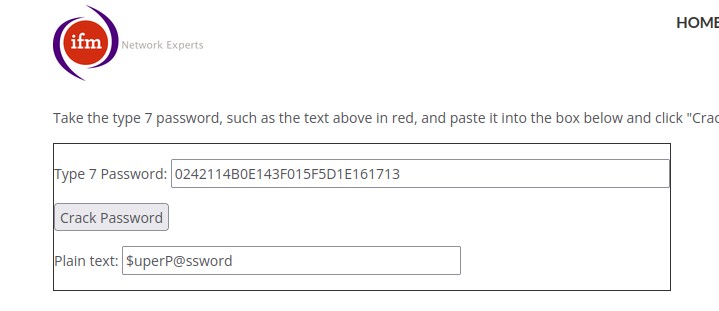 HOME
ifm
Network Experts
Take the type 7 password, such as the text above in red, and paste it into the box below and click "Crac
Type 7 Password: 0242114B0E143F015F5D1E161713
Crack Password
Plain text: $uperP@ssword